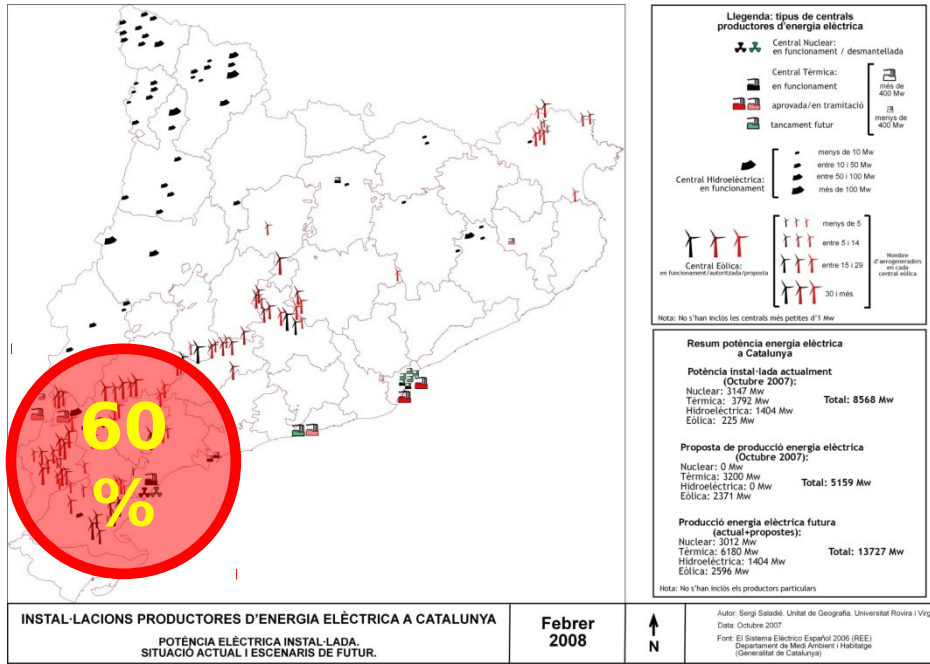 60
%
Llegenda: tipus de centrals
productores d'energia elèctrica
Central Nuclear:
en funcionament / desmantellada
Central Tèrmica:
en funcionament
aprovada/en tramitació
tancament futur
més de
400 Mw
menys de
400 Mw
Central Hidroelèctrica:
en funcionament
menys de 10 Mw
entre 10 i 50 Mw
entre 50 i 100 Mw
més de 100 Mw
Central Eòlica:
en funcionament/autoritzada/proposta
menys de 5
entre 5 i 14
entre 15 i 29
30 i més
Nombre
d'aerogeneradors
en cada
central eòlica
Nota: No s'han inclòs les centrals més petites d'1 Mw
Resum potència energia elèctrica
a Catalunya
Potència instal·lada actualment
(Octubre 2007):
Nuclear: 3147 Mw
Tèrmica: 3792 Mw
Hidroelèctrica: 1404 Mw
Eòlica: 225 Mw
Total: 8568 Mw
Proposta de producció energia elèctrica
(Octubre 2007):
Nuclear: 0 Mw
Tèrmica: 3200 Mw
Hidroelèctrica: 0 Mw
Eòlica: 2371 Mw
Total: 5159 Mw
Producció energia elèctrica futura
(actual+propostes):
Nuclear: 3012 Mw
Tèrmica: 6180 Mw
Hidroelèctrica: 1404 Mw
Eòlica: 2596 Mw
Total: 13727 Mw
Nota: No s'han inclòs els productors particulars
INSTAL·LACIONS PRODUCTORES D'ENERGIA ELÈCTRICA A CATALUNYA
POTÈNCIA ELÈCTRICA INSTAL·LADA.
SITUACIÓ ACTUAL I ESCENARIS DE FUTUR.
Febrer
2008
N
Autor: Sergi Saladié. Unitat de Geografia. Universitat Rovira i Virg
Data: Octubre 2007
Font: El Sistema Eléctrico Español 2006 (REE)
Departament de Medi Ambient i Habitatge
(Generalitat de Catalunya)